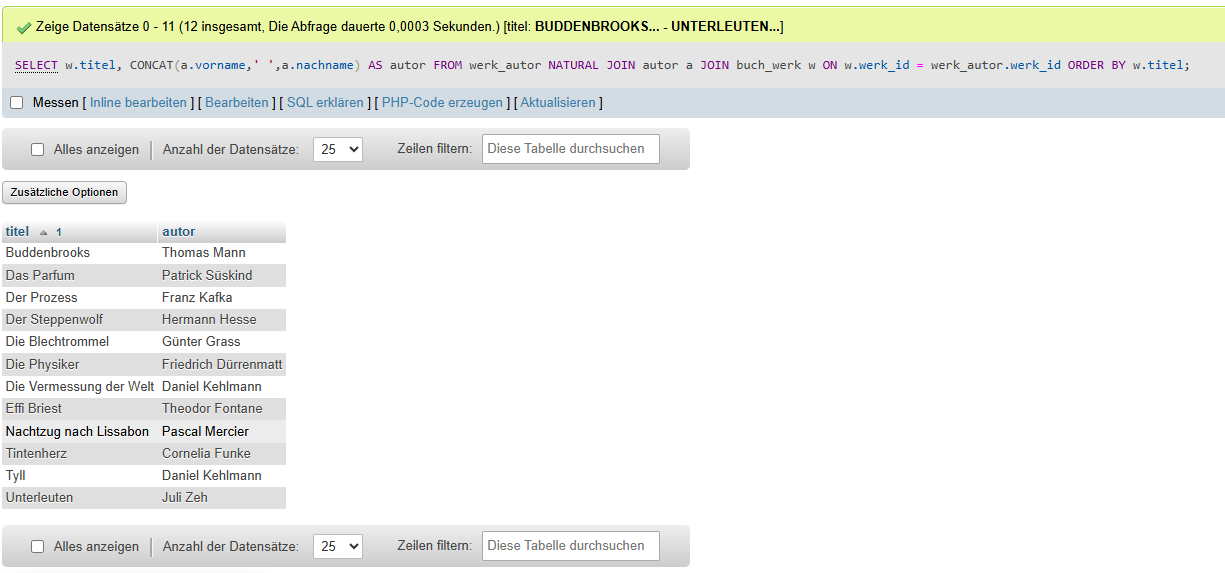 Zeige Datensätze 0 - 11 (12 insgesamt, Die Abfrage dauerte 0,0003 Sekunden.) [titel: BUDDENBROOKS... - UNTERLEUTEN...]
SELECT w.titel, CONCAT(a.vorname,' ',a.nachname) AS autor FROM werk_autor NATURAL JOIN autor a JOIN buch_werk w ON w.werk_id = werk_autor.werk_id ORDER BY w.titel;
Messen [ Inline bearbeiten ] [ Bearbeiten ] [ SQL erklären ] [ PHP-Code erzeugen ] [ Aktualisieren ]
Alles anzeigen Anzahl der Datensätze: 25 Zeilen filtern: Diese Tabelle durchsuchen
Zusätzliche Optionen
titel 1 autor
Buddenbrooks Thomas Mann
Das Parfum Patrick Süskind
Der Prozess Franz Kafka
Der Steppenwolf Hermann Hesse
Die Blechtrommel Günter Grass
Die Physiker Friedrich Dürrenmatt
Die Vermessung der Welt Daniel Kehlmann
Effi Briest Theodor Fontane
Nachtzug nach Lissabon Pascal Mercier
Tintenherz Cornelia Funke
Tyll Daniel Kehlmann
Unterleuten Juli Zeh
Alles anzeigen Anzahl der Datensätze: 25 Zeilen filtern: Diese Tabelle durchsuchen